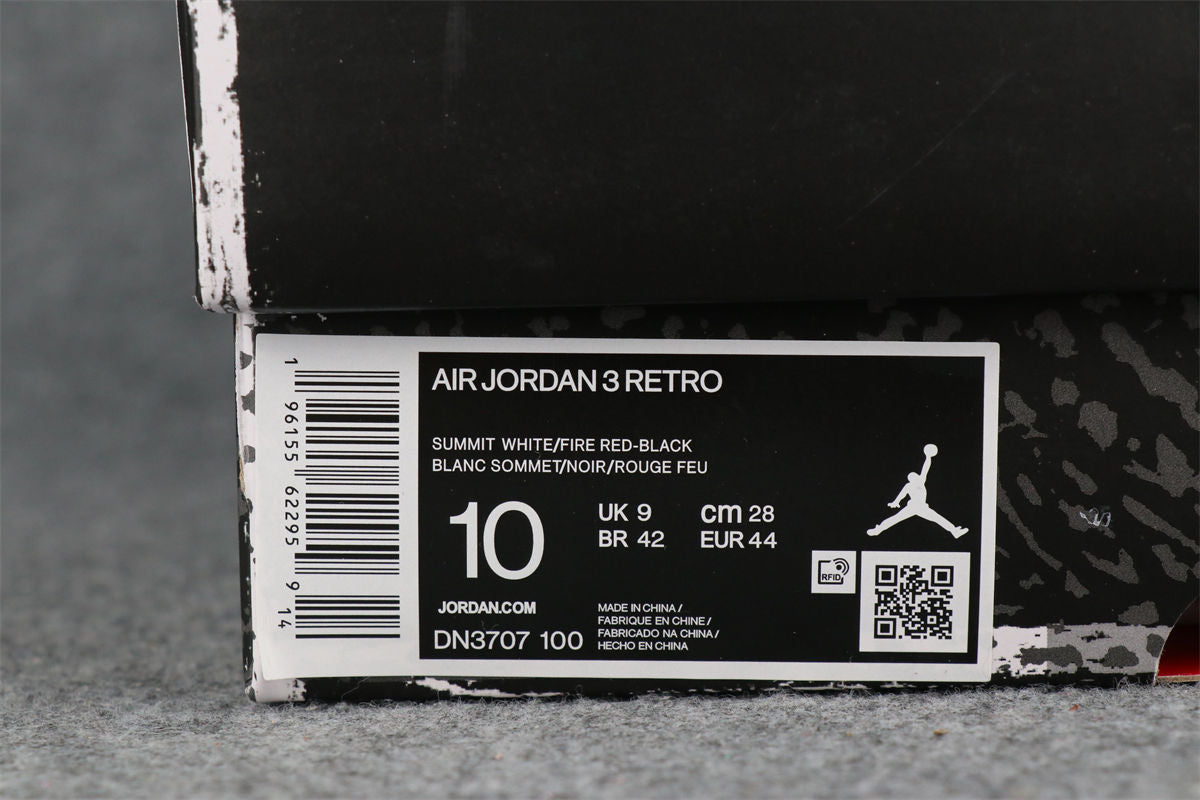 1 96155 62295 9 14
AIR JORDAN 3 RETRO
SUMMIT WHITE/FIRE RED-BLACK
BLANC SOMMET/NOIR/ROUGE FEU
10
UK 9 cm 28
BR 42 EUR 44
JORDAN.COM
DN3707 100
MADE IN CHINA /
FABRIQUE EN CHINE /
FABRICADO NA CHINA /
HECHO EN CHINA
RFID